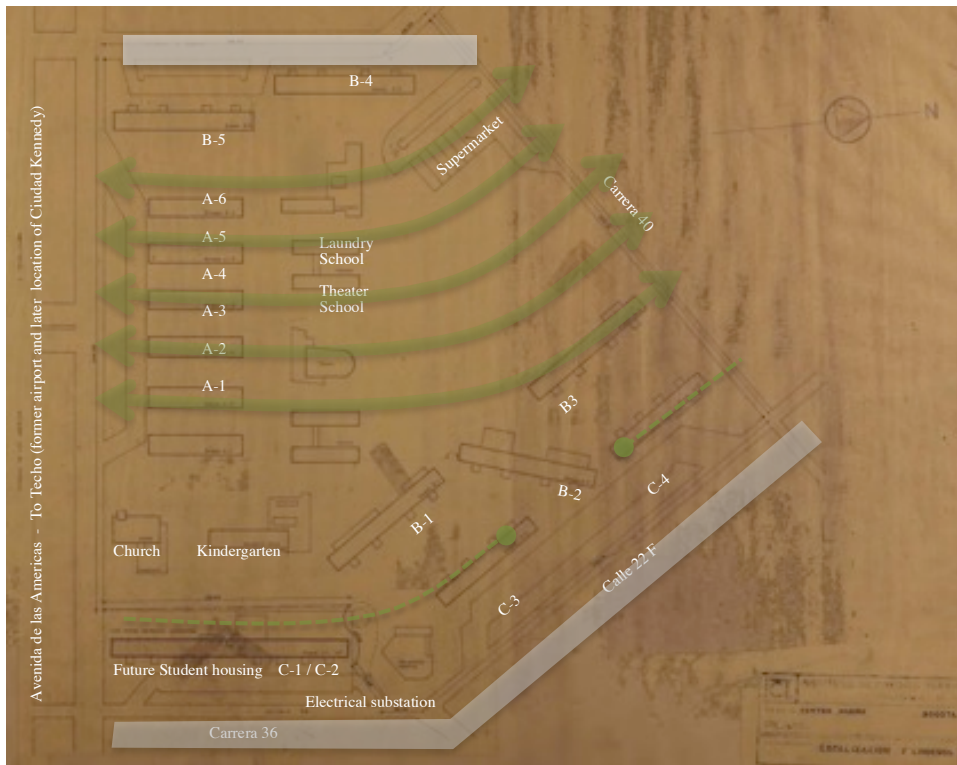 B-4
B-5
Supermarket
N
A-6
Carrera 40
A-5
Laundry
School
A-4
Theater
School
A-3
A-2
A-1
B3
C-4
B-2
B-1
Church
Kindergarten
Calle 22 F
C-3
Future Student housing C-1 / C-2
Electrical substation
Carrera 36
Avenida de las Americas - To Techo (former airport and later location of Ciudad Kennedy)